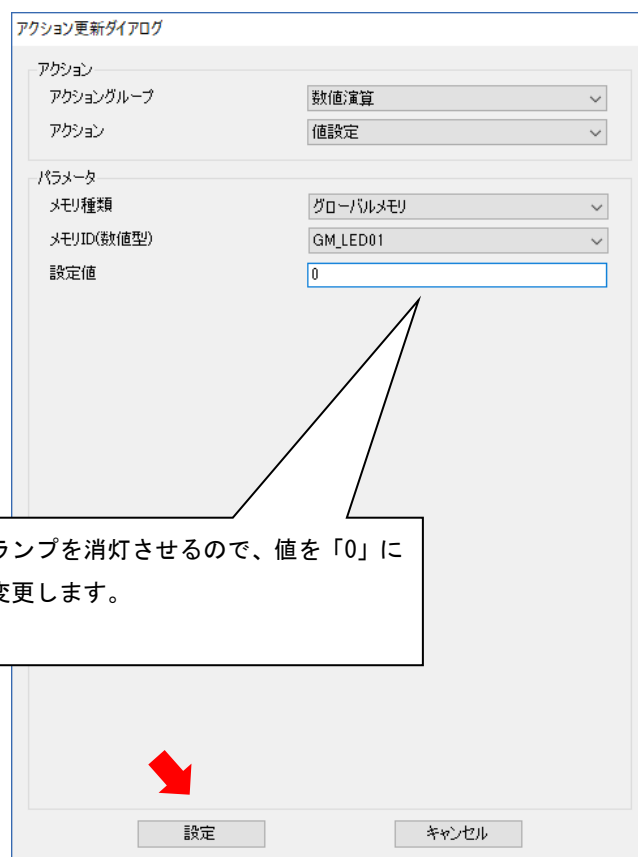 アクション更新ダイアログ
アクション
アクショングループ 数値演算
アクション 値設定
パラメータ
メモリ種類 グローバルメモリ
メモリID(数値型) GM_LED01
設定値 0
ランプを消灯させるので、値を「0」に
変更します。
設定 キャンセル